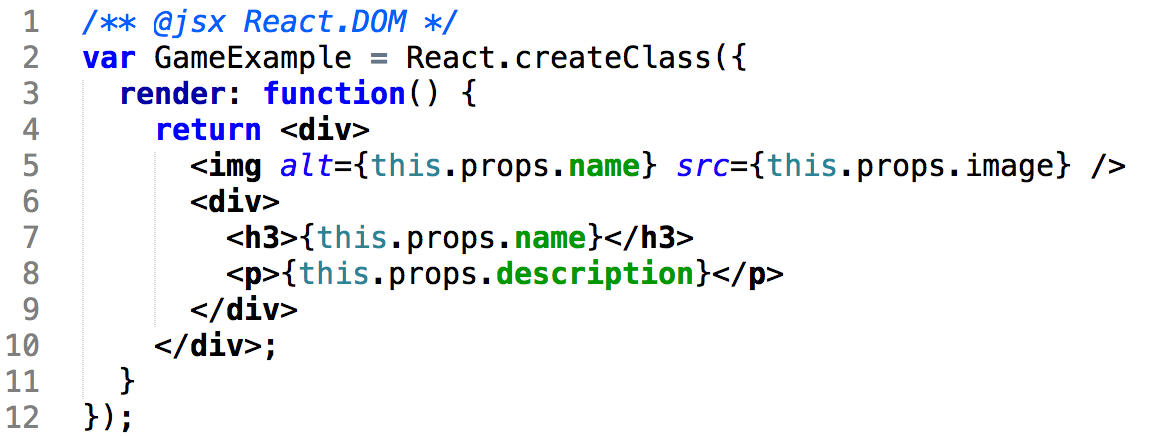 1 /** @jsx React.DOM */
2 var GameExample = React.createClass({
3   render: function() {
4     return <div>
5       <img alt={this.props.name} src={this.props.image} />
6       <div>
7         <h3>{this.props.name}</h3>
8         <p>{this.props.description}</p>
9       </div>
10     </div>;
11   }
12 });